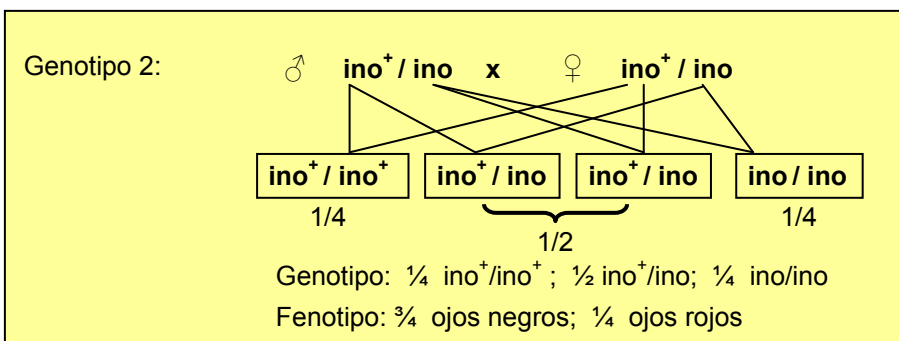 Genotipo 2: ♂ ino⁺ / ino x ♀ ino⁺ / ino
ino⁺ / ino⁺ ino⁺ / ino ino⁺ / ino ino / ino
1/4 1/4
1/2
Genotipo: ¼ ino⁺/ino⁺ ; ½ ino⁺/ino; ¼ ino/ino
Fenotipo: ¾ ojos negros; ¼ ojos rojos